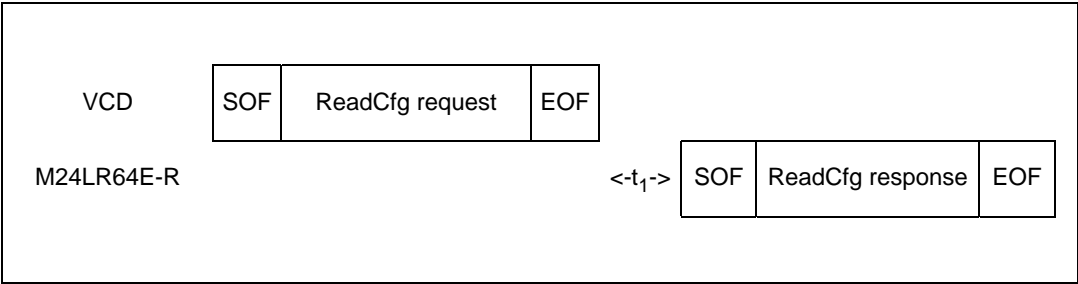 VCD SOF ReadCfg request EOF
M24LR64E-R <-t1-> SOF ReadCfg response EOF